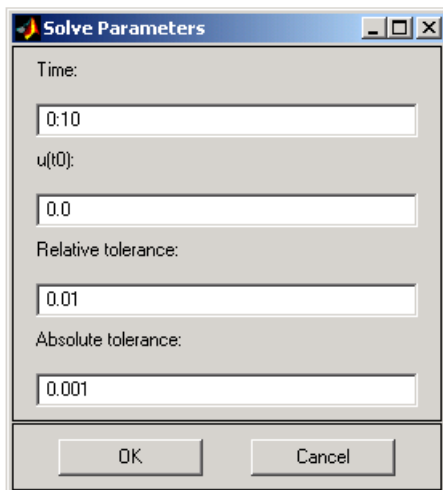 Solve Parameters
Time:
0:10
u(t0):
0.0
Relative tolerance:
0.01
Absolute tolerance:
0.001
OK Cancel